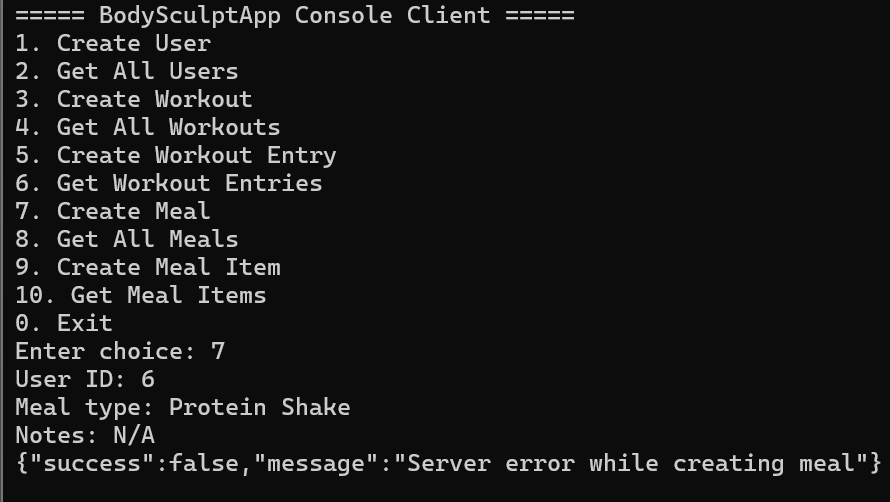 ===== BodySculptApp Console Client =====
1. Create User
2. Get All Users
3. Create Workout
4. Get All Workouts
5. Create Workout Entry
6. Get Workout Entries
7. Create Meal
8. Get All Meals
9. Create Meal Item
10. Get Meal Items
0. Exit
Enter choice: 7
User ID: 6
Meal type: Protein Shake
Notes: N/A
{"success":false,"message":"Server error while creating meal"}